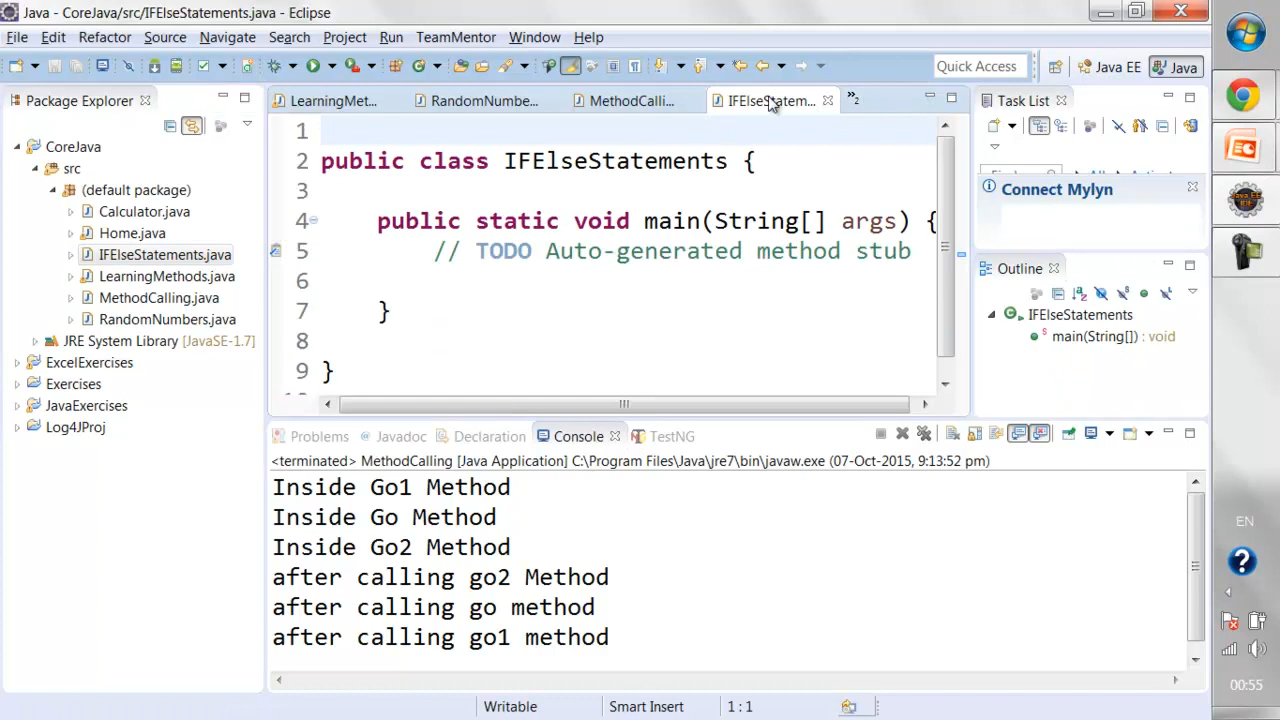 Java - CoreJava/src/IFElseStatements.java - Eclipse
File Edit Refactor Source Navigate Search Project Run TeamMentor Window Help
Quick Access
Java EE
Java
Package Explorer
CoreJava
src
(default package)
Calculator.java
Home.java
IFElseStatements.java
LearningMethods.java
MethodCalling.java
RandomNumbers.java
JRE System Library [JavaSE-1.7]
ExcelExercises
Exercises
JavaExercises
Log4JProj
LearningMet... RandomNumbe... MethodCalli... IFElseStatem... »2
1
2 public class IFElseStatements {
3
4 public static void main(String[] args) {
5 // TODO Auto-generated method stub
6
7 }
8
9 }
Task List
Connect Mylyn
Outline
IFElseStatements
main(String[]) : void
Problems Javadoc Declaration Console TestNG
<terminated> MethodCalling [Java Application] C:\Program Files\Java\jre7\bin\javaw.exe (07-Oct-2015, 9:13:52 pm)
Inside Go1 Method
Inside Go Method
Inside Go2 Method
after calling go2 Method
after calling go method
after calling go1 method
Writable Smart Insert 1 : 1
EN
00:55